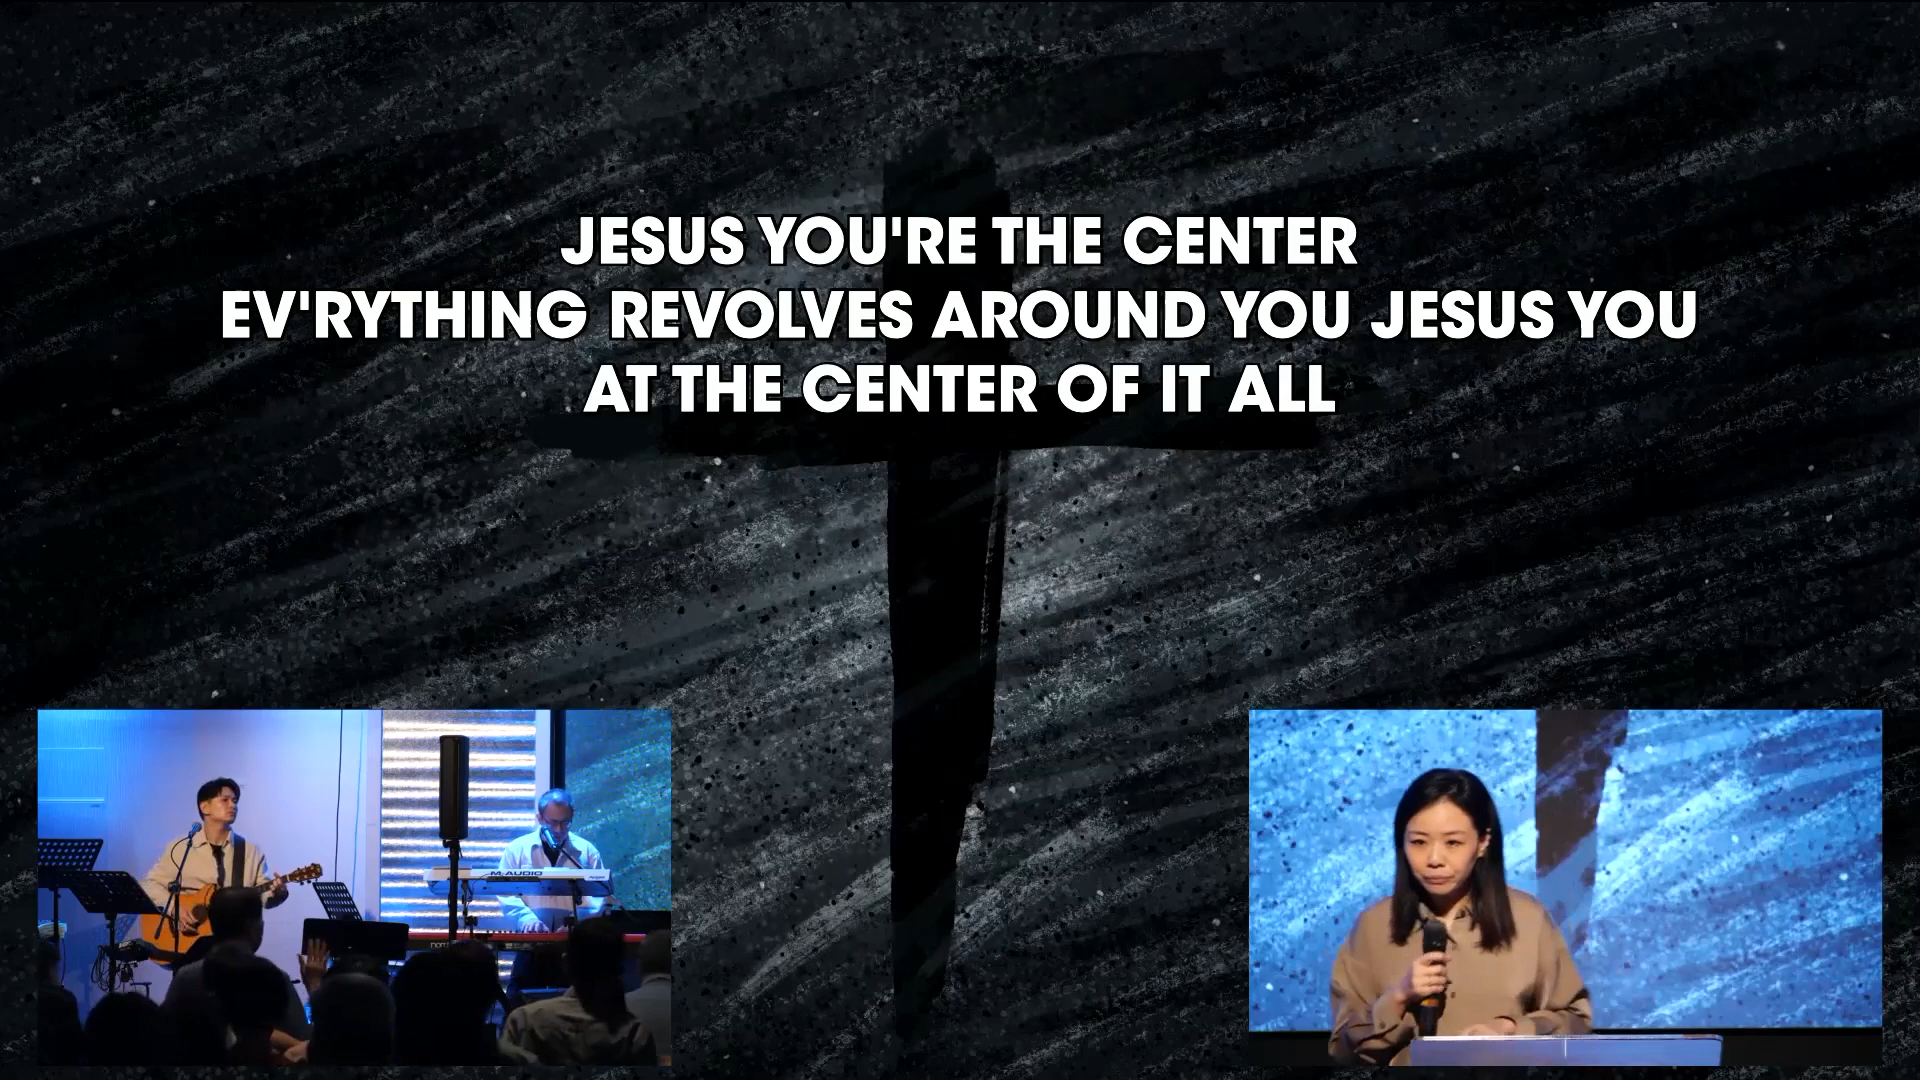 JESUS YOU'RE THE CENTER
EV'RYTHING REVOLVES AROUND YOU JESUS YOU
AT THE CENTER OF IT ALL
M-AUDIO
nord